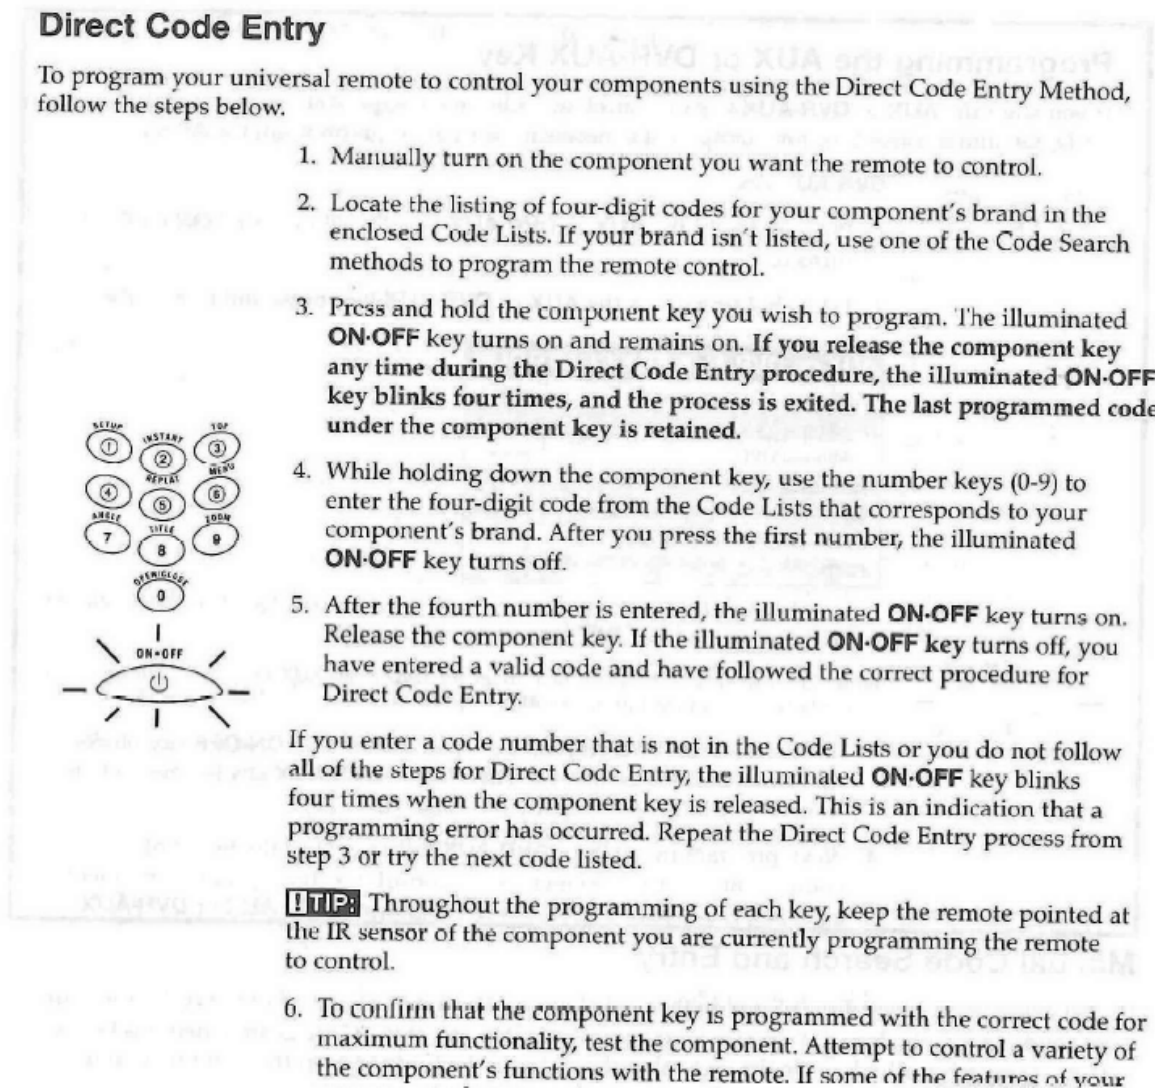 Direct Code Entry
To program your universal remote to control your components using the Direct Code Entry Method,
follow the steps below.
1. Manually turn on the component you want the remote to control.
2. Locate the listing of four-digit codes for your component's brand in the
enclosed Code Lists. If your brand isn't listed, use one of the Code Search
methods to program the remote control.
3. Press and hold the component key you wish to program. The illuminated
ON·OFF key turns on and remains on. If you release the component key
any time during the Direct Code Entry procedure, the illuminated ON·OFF
key blinks four times, and the process is exited. The last programmed code
under the component key is retained.
SETUP
1
INSTANT
2
REPLAY
TOP
3
MENU
4
5
6
ANGLE
7
TITLE
8
ZOOM
9
OPEN/CLOSE
0
ON•OFF
4. While holding down the component key, use the number keys (0-9) to
enter the four-digit code from the Code Lists that corresponds to your
component's brand. After you press the first number, the illuminated
ON·OFF key turns off.
5. After the fourth number is entered, the illuminated ON·OFF key turns on.
Release the component key. If the illuminated ON·OFF key turns off, you
have entered a valid code and have followed the correct procedure for
Direct Code Entry.
If you enter a code number that is not in the Code Lists or you do not follow
all of the steps for Direct Code Entry, the illuminated ON·OFF key blinks
four times when the component key is released. This is an indication that a
programming error has occurred. Repeat the Direct Code Entry process from
step 3 or try the next code listed.
! TIP: Throughout the programming of each key, keep the remote pointed at
the IR sensor of the component you are currently programming the remote
to control.
6. To confirm that the component key is programmed with the correct code for
maximum functionality, test the component. Attempt to control a variety of
the component's functions with the remote. If some of the features of your